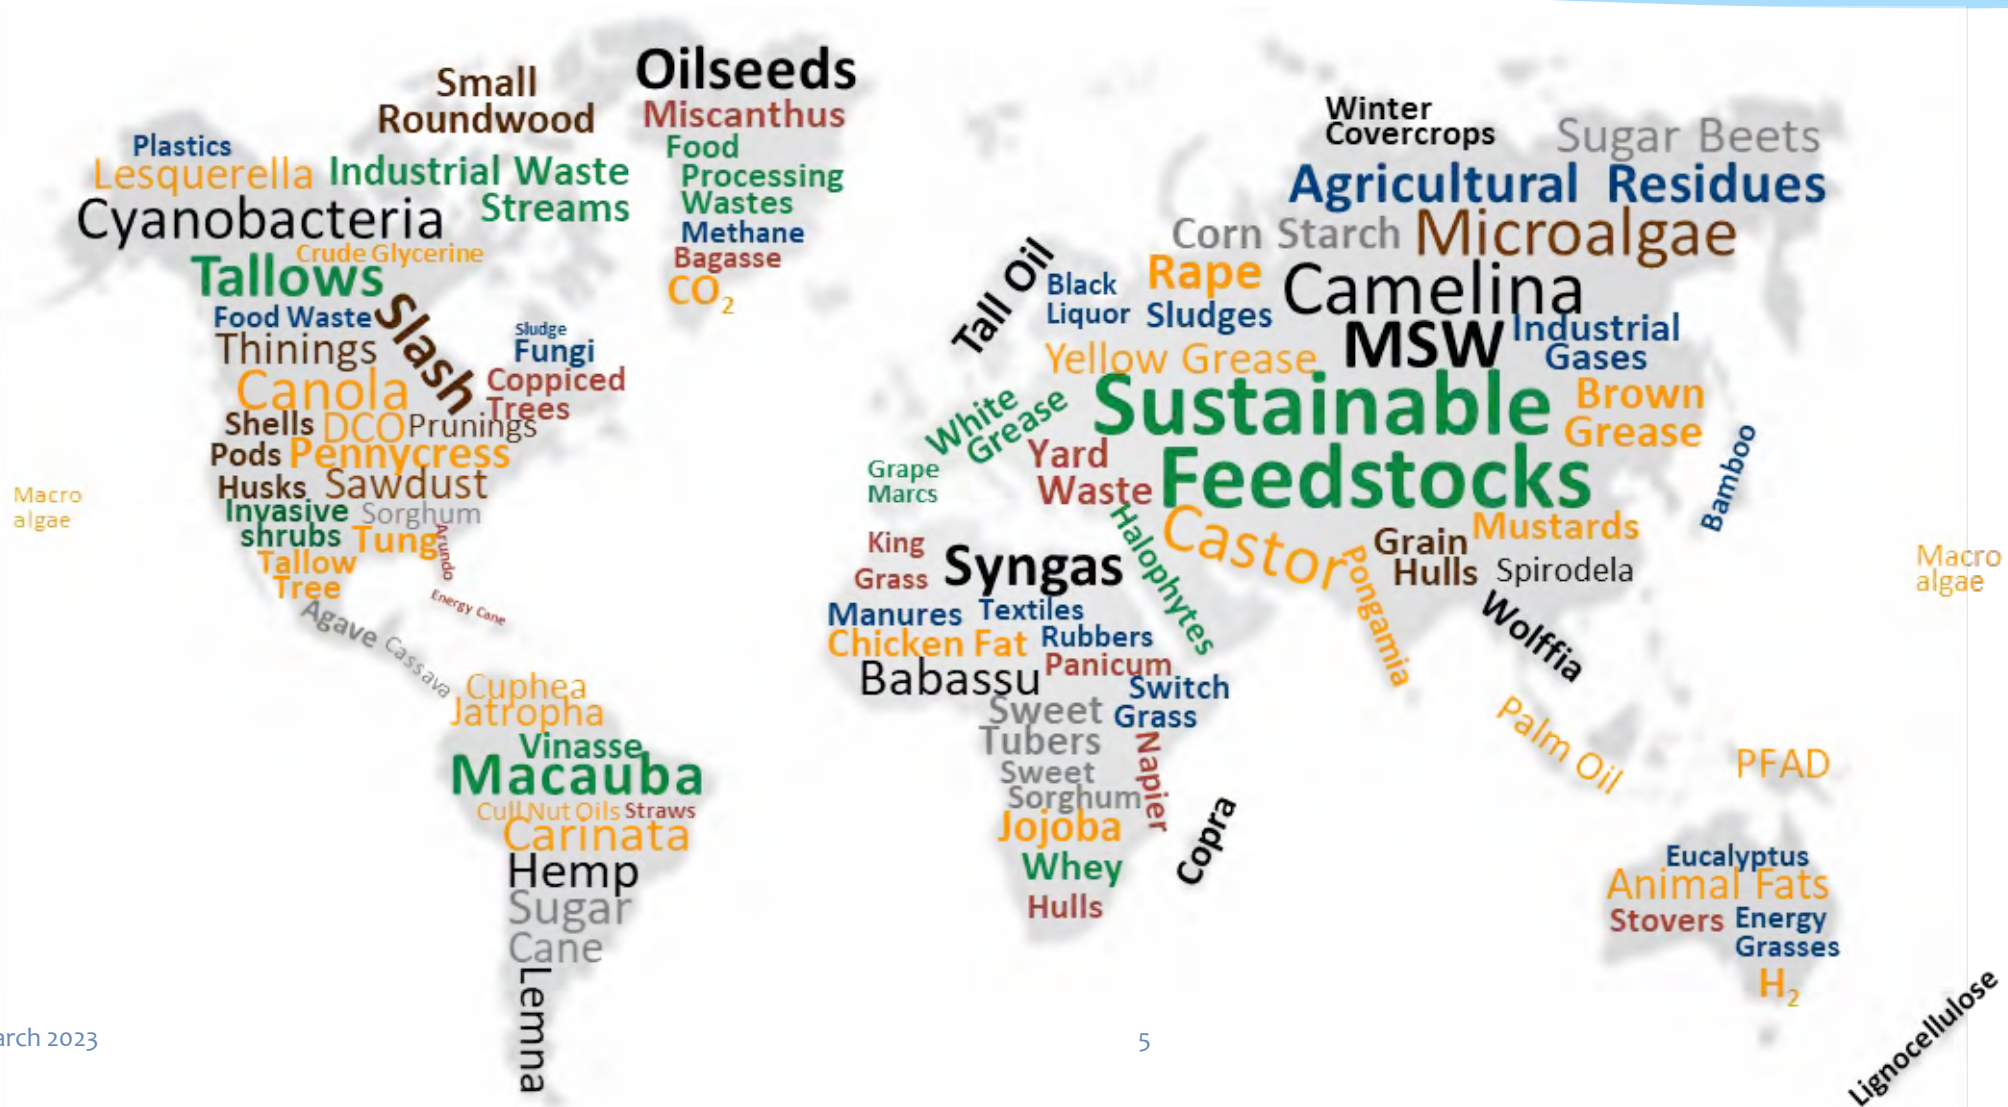 Small
Roundwood
Plastics
Lesquerella
Industrial Waste
Streams
Cyanobacteria
Crude Glycerine
Tallows
Food Waste
Slash
Thinings
Sludge
Fungi
Canola
Coppiced
Trees
Shells
DCO
Prunings
Pods
Pennycress
Husks
Sawdust
Invasive
shrubs
Sorghum
Tung
Arundo
Tallow
Tree
Energy Cane
Agave
Cassava
Macro
algae
Oilseeds
Miscanthus
Food
Processing
Wastes
Methane
Bagasse
CO2
Cuphea
Jatropha
Vinasse
Macauba
Cull Nut Oils
Straws
Carinata
Hemp
Sugar
Cane
Lemna
Winter
Covercrops
Sugar Beets
Agricultural Residues
Corn Starch
Microalgae
Tall Oil
Black
Liquor
Rape
Sludges
Camelina
MSW
Industrial
Gases
Yellow Grease
Sustainable
Feedstocks
Brown
Grease
White
Grease
Yard
Waste
Bamboo
Grape
Marcs
Halophytes
Castor
Pongamia
Grain
Hulls
Mustards
Spirodela
Wolffia
King
Grass
Syngas
Manures
Textiles
Chicken Fat
Rubbers
Babassu
Panicum
Switch
Grass
Sweet
Tubers
Napier
Sweet
Sorghum
Jojoba
Whey
Hulls
Copra
Palm Oil
PFAD
Macro
algae
Eucalyptus
Animal Fats
Stovers
Energy
Grasses
H2
Lignocellulose
arch 2023
5